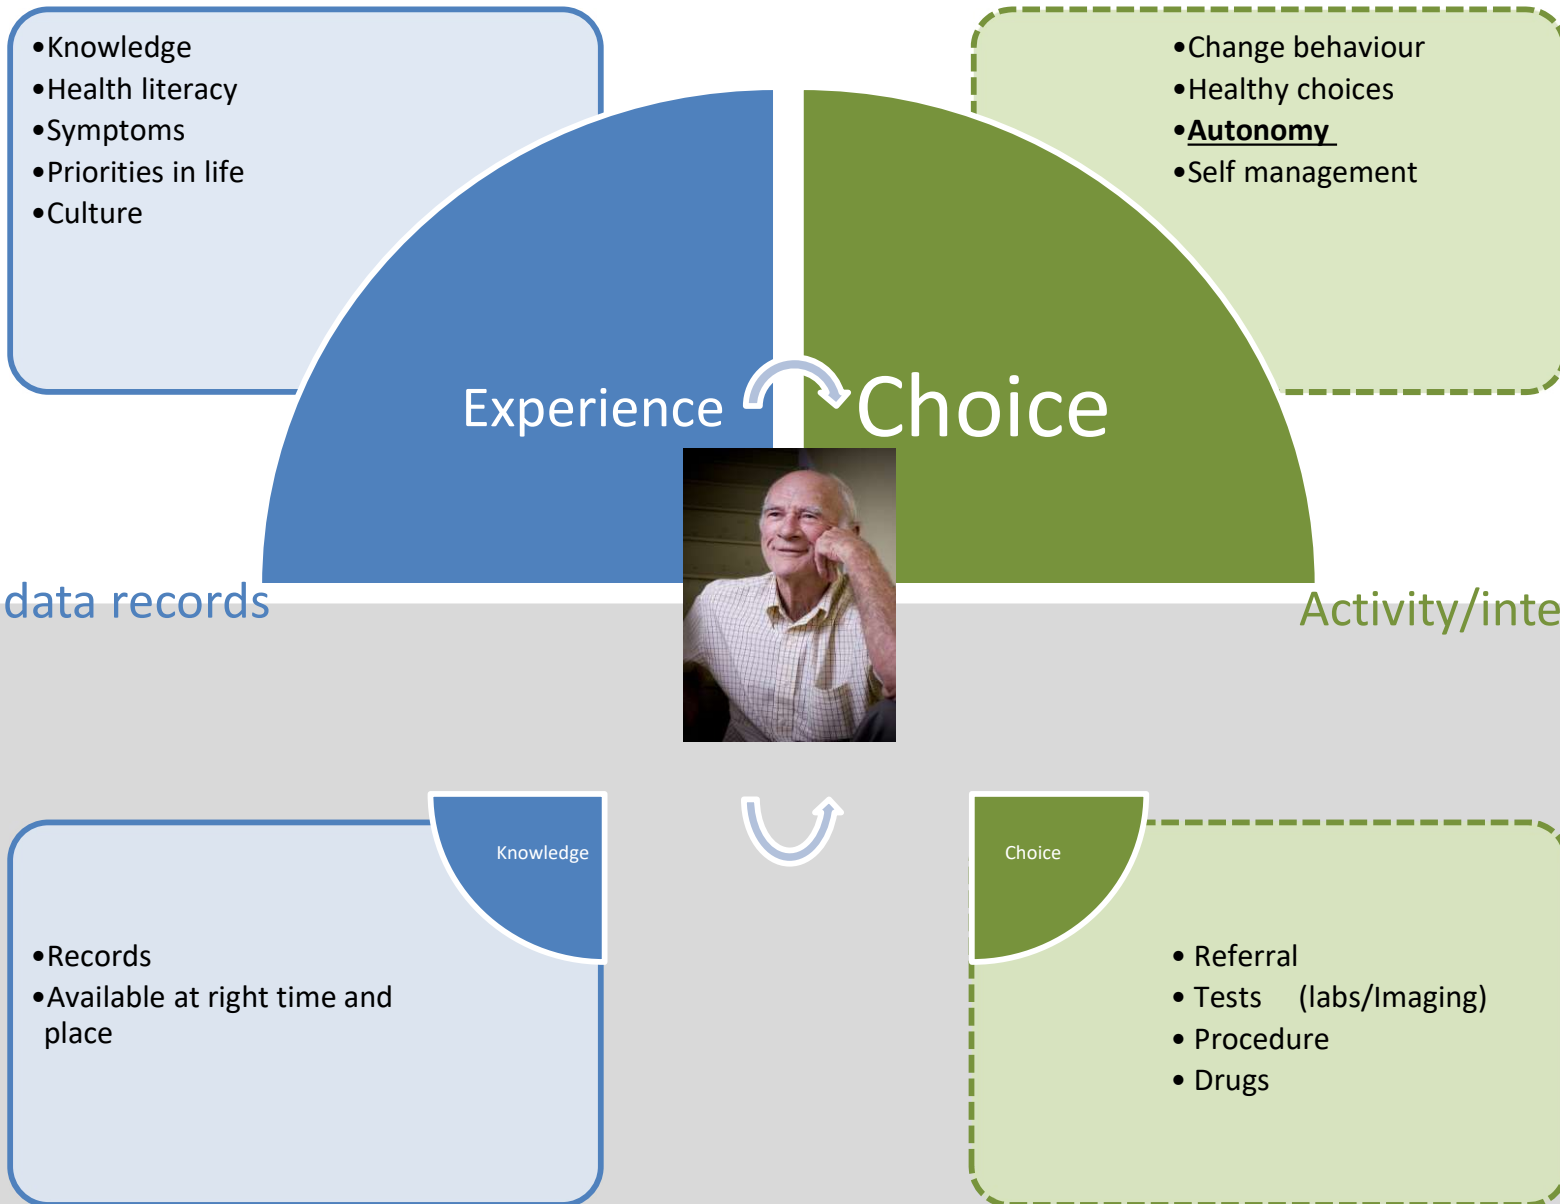 •Knowledge
•Health literacy
•Symptoms
•Priorities in life
•Culture
•Change behaviour
•Healthy choices
•Autonomy
•Self management
Experience
Choice
data records
Activity/inte
Knowledge
Choice
•Records
•Available at right time and
place
• Referral
• Tests (labs/Imaging)
• Procedure
• Drugs